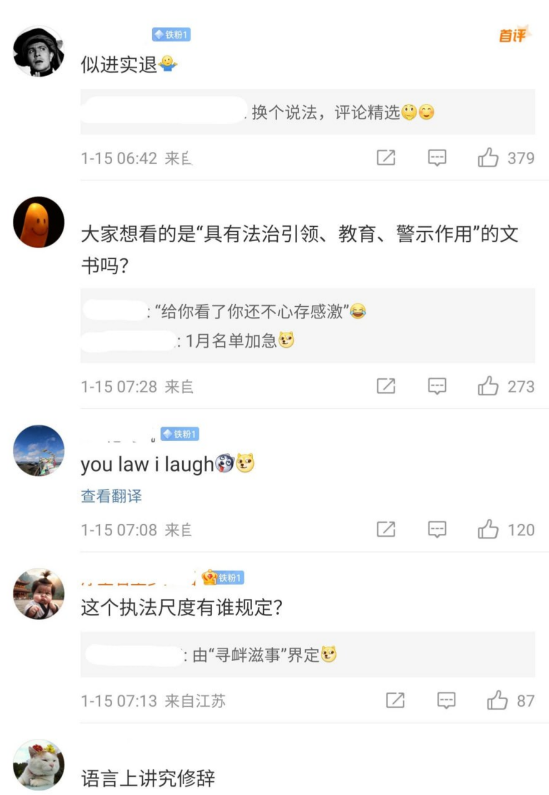 铁粉1
首评
似进实退
换个说法，评论精选
1-15 06:42 来自
379
大家想看的是“具有法治引领、教育、警示作用”的文
书吗？
: “给你看了你还不心存感激”
: 1月名单加急
1-15 07:28 来自
273
铁粉1
you law i laugh
查看翻译
1-15 07:08 来自
120
铁粉1
这个执法尺度有谁规定？
: 由“寻衅滋事”界定
1-15 07:13 来自江苏
87
语言上讲究修辞